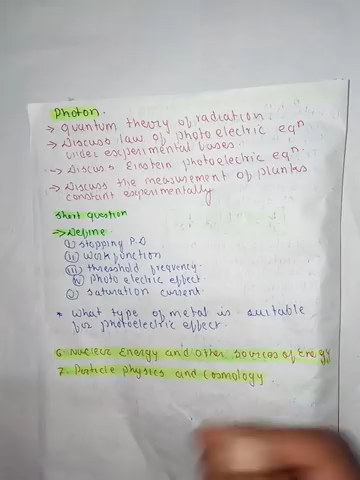 Photon.
→ quantum theory of radiation.
→ Discuss law of photo electric eqn
under experimental bases.
→ Discuss Einstein photoelectric eqn.
→ Discuss the measurement of planks
constant experimentally
short question
→ Define
(i) stopping P.D
(ii) work function
(iii) threshold frequency.
(iv) photo electric effect.
(v) saturation current.
* what type of metal is suitable
for photoelectric effect.
6. Nuclear Energy and other sources of Energy
7. Particle physics and Cosmology